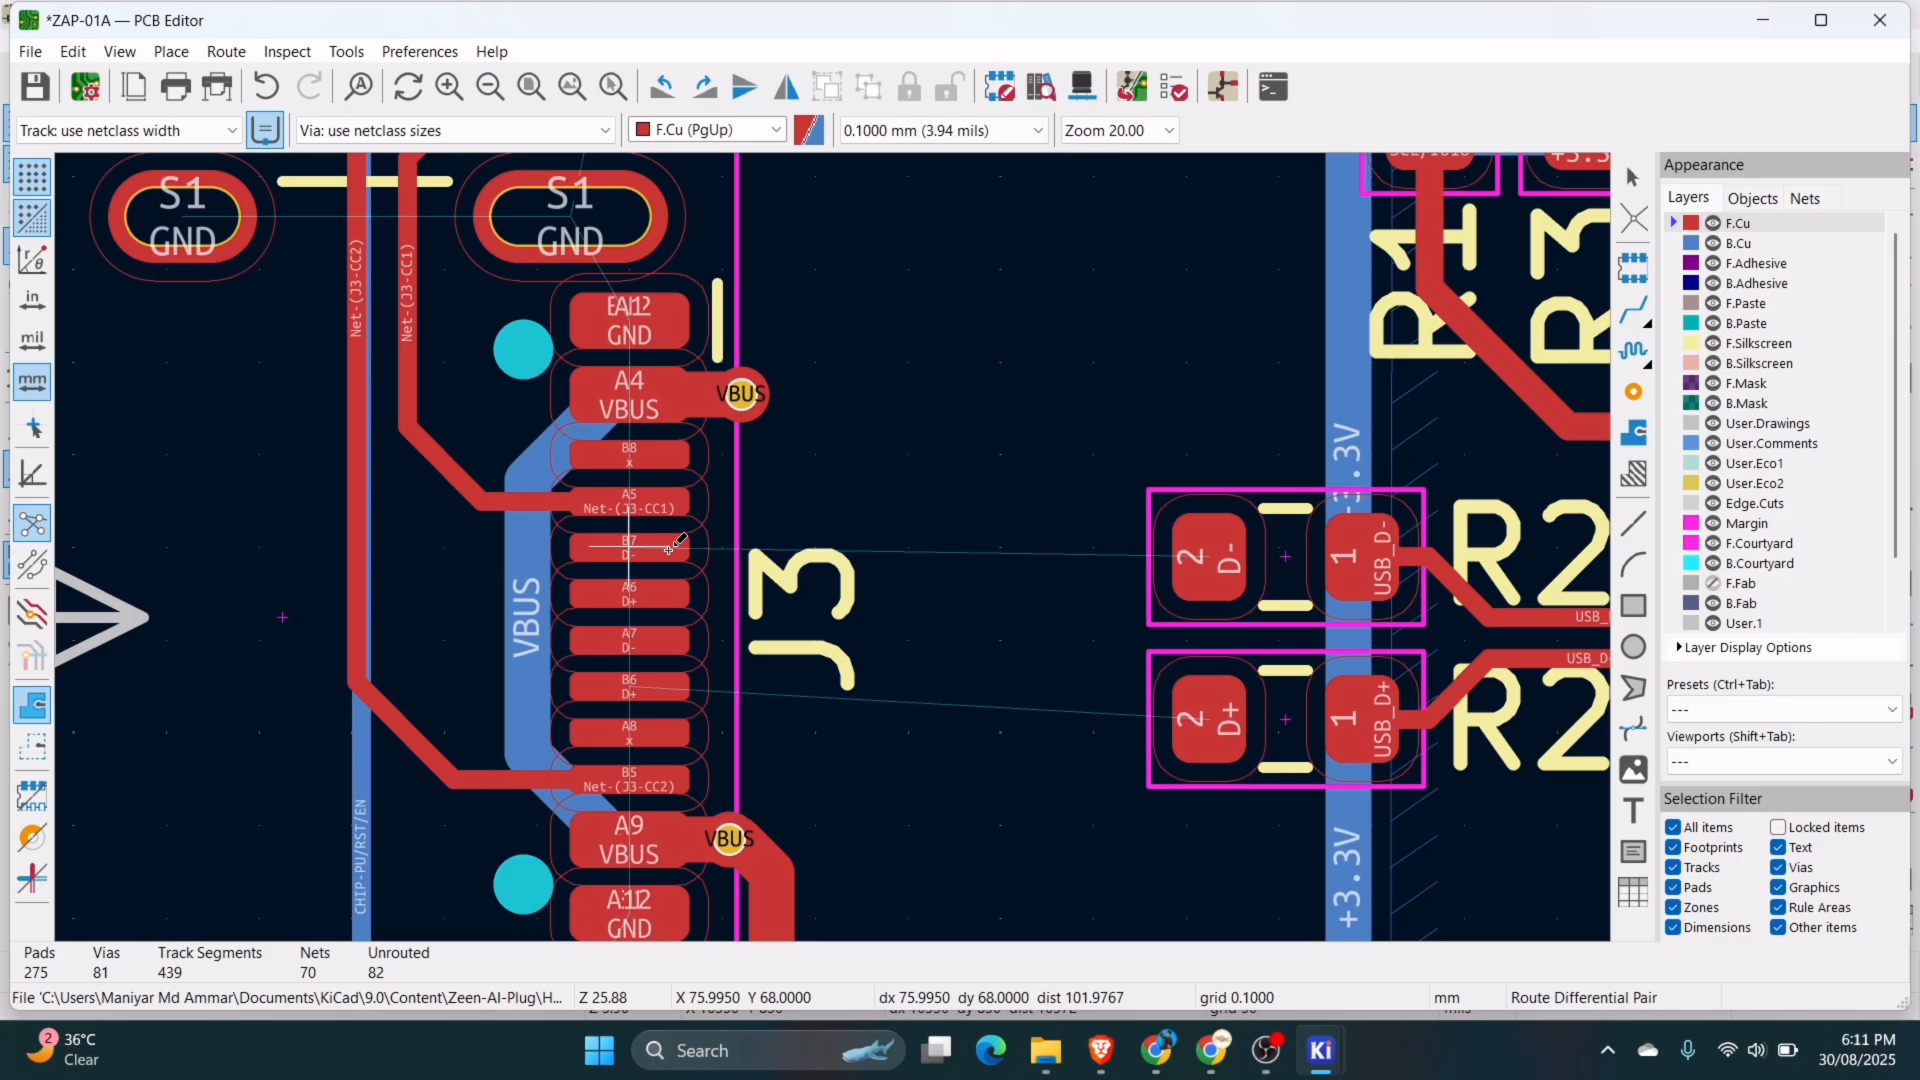 *ZAP-01A — PCB Editor
File Edit View Place Route Inspect Tools Preferences Help
Track: use netclass width
Via: use netclass sizes
F.Cu (PgUp)
0.1000 mm (3.94 mils)
Zoom 20.00
in
mil
mm
S1
GND
S1
GND
Net-(J3-CC2)
Net-(J3-CC1)
GND
A4
VBUS
VBUS
B8
x
A5
Net-(J3-CC1)
B7
D-
A6
D+
A7
D-
B6
D+
A8
x
B5
Net-(J3-CC2)
A9
VBUS
VBUS
GND
VBUS
CHIP-PU/RST/EN
J3
2
D-
1
USB_D-
R2
2
D+
1
USB_D+
R2
R1
R3
+3.3V
Appearance
Layers Objects Nets
F.Cu
B.Cu
F.Adhesive
B.Adhesive
F.Paste
B.Paste
F.Silkscreen
B.Silkscreen
F.Mask
B.Mask
User.Drawings
User.Comments
User.Eco1
User.Eco2
Edge.Cuts
Margin
F.Courtyard
B.Courtyard
F.Fab
B.Fab
User.1
Layer Display Options
Presets (Ctrl+Tab):
---
Viewports (Shift+Tab):
---
Selection Filter
All items Locked items
Footprints Text
Tracks Vias
Pads Graphics
Zones Rule Areas
Dimensions Other items
Pads Vias Track Segments Nets Unrouted
275 81 439 70 82
File 'C:\Users\Maniyar Md Ammar\Documents\KiCad\9.0\Content\Zeen-AI-Plug\H... Z 25.88 X 75.9950 Y 68.0000 dx 75.9950 dy 68.0000 dist 101.9767 grid 0.1000 mm Route Differential Pair
2
36°C
Clear
Search
Ki
6:11 PM
30/08/2025